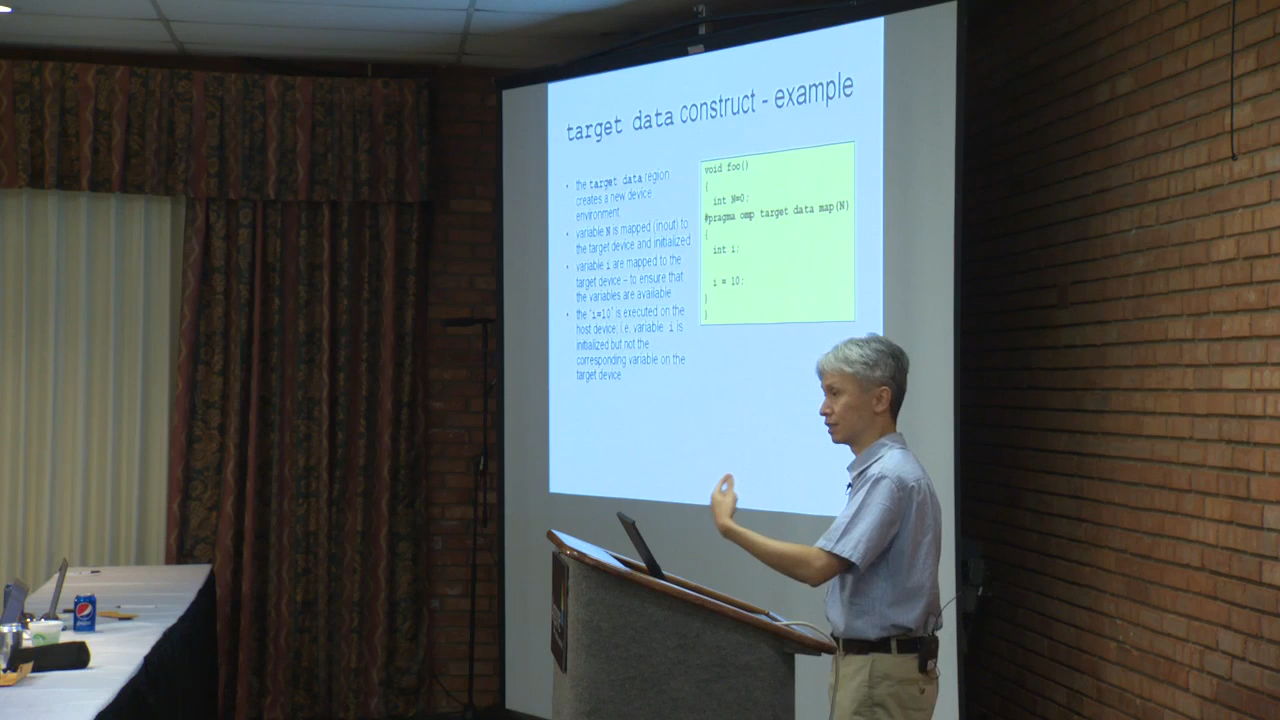 target data construct - example
• the target data region
creates a new device
environment
• variable N is mapped (inout) to
the target device and initialized
• variable i are mapped to the
target device – to ensure that
the variables are available
• the 'i=10' is executed on the
host device; i.e. variable i is
initialized but not the
corresponding variable on the
target device
void foo()
{
int N=0;
#pragma omp target data map(N)
{
int i;
i = 10;
}
}
pepsi